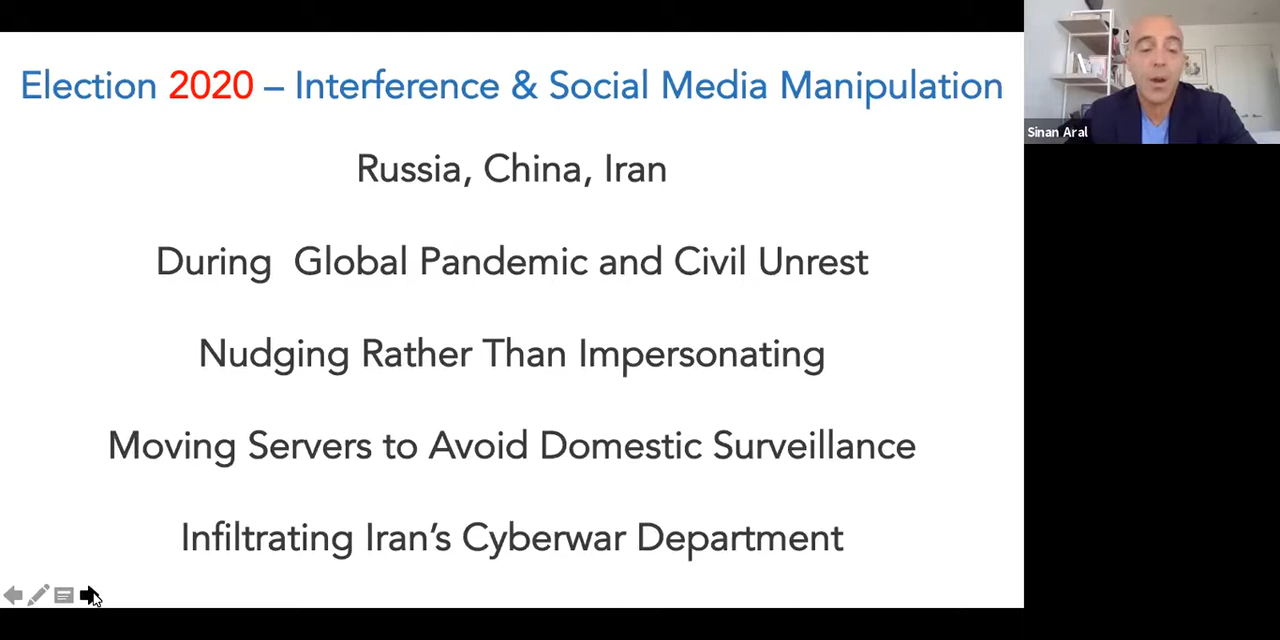 Election 2020 – Interference & Social Media Manipulation
Russia, China, Iran
During  Global Pandemic and Civil Unrest
Nudging Rather Than Impersonating
Moving Servers to Avoid Domestic Surveillance
Infiltrating Iran’s Cyberwar Department
Sinan Aral